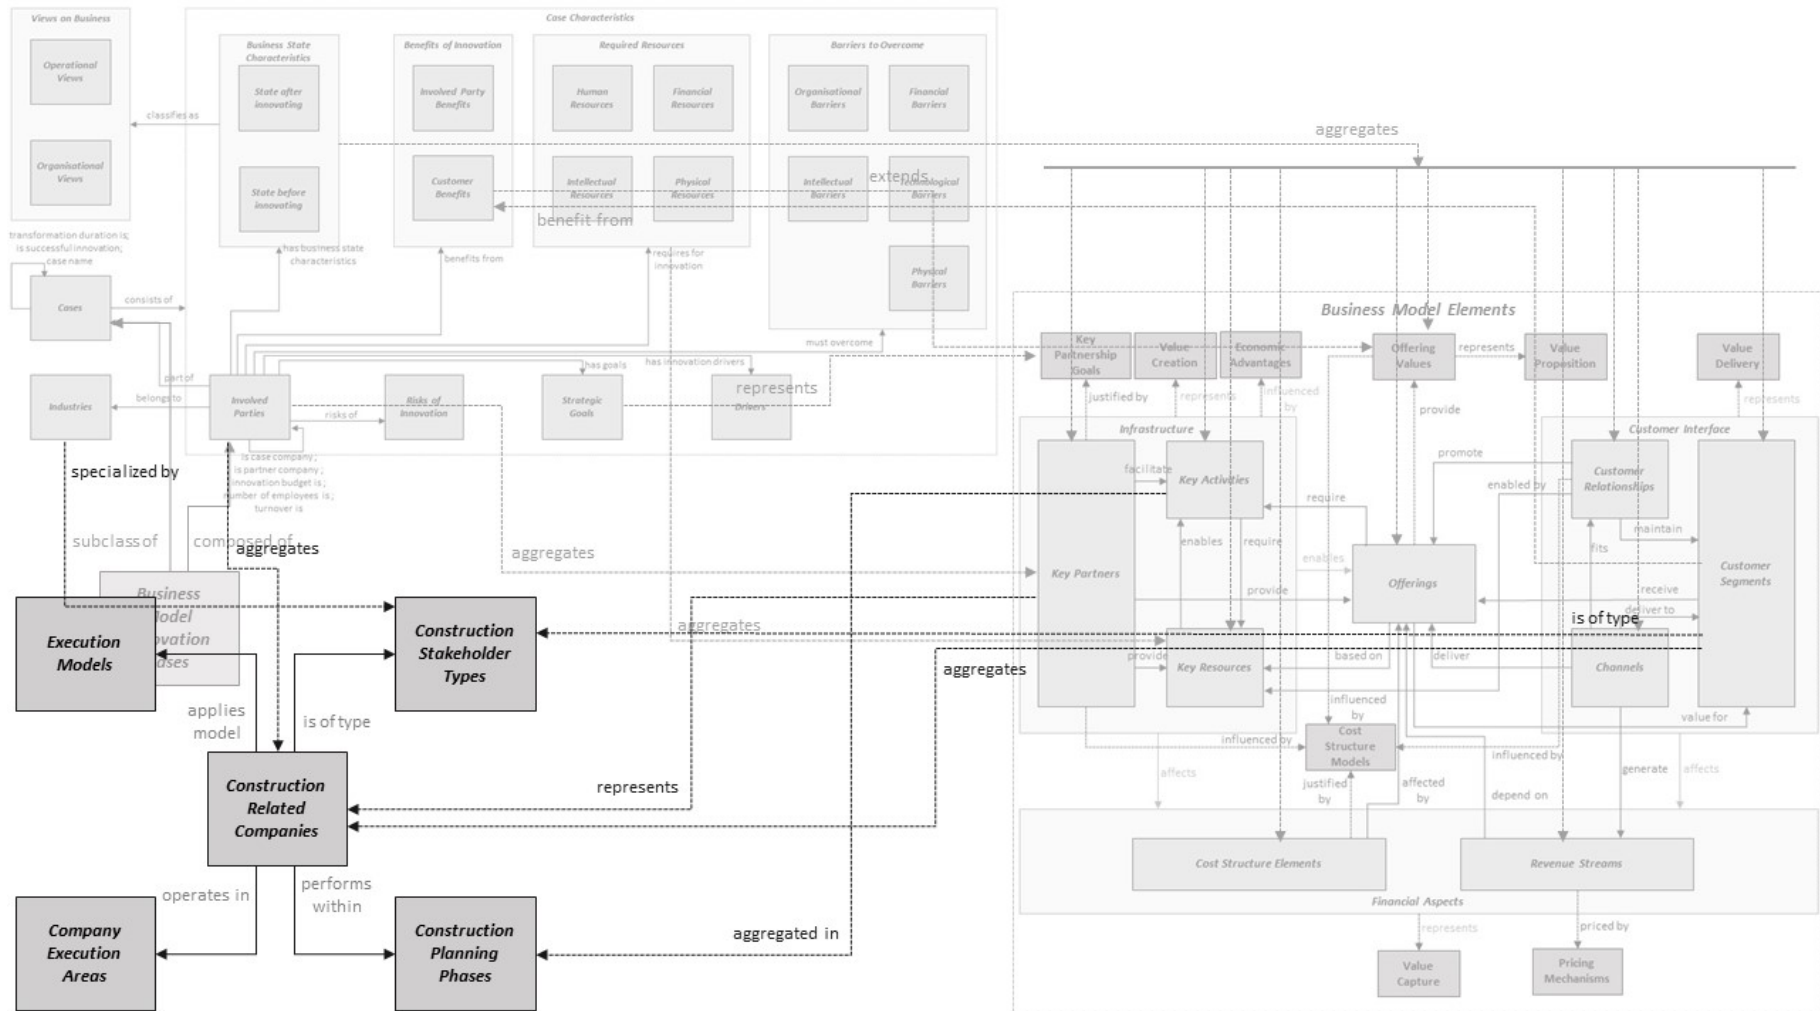 Views on Business
Operational
Views
Organisational
Views
classifies as
Case Characteristics
Business State
Characteristics
State after
innovating
State before
innovating
Benefits of Innovation
Involved Party
Benefits
Customer
Benefits
Required Resources
Human
Resources
Financial
Resources
Intellectual
Resources
Physical
Resources
Barriers to Overcome
Organisational
Barriers
Financial
Barriers
Intellectual
Barriers
Technological
Barriers
Physical
Barriers
aggregates
extends
benefit from
transformation duration is;
is successful innovation;
case name
has business state
characteristics
benefits from
requires for
innovation
Cases
consists of
must overcome
part of
has goals
has innovation drivers
Industries
belongs to
Involved
Parties
risks of
Risks of
Innovation
Strategic
Goals
Drivers
represents
is case company;
is partner company;
innovation budget is;
number of employees is;
turnover is
specialized by
subclass of
composed of
aggregates
aggregates
Business
Model
Innovation
Cases
Execution
Models
Construction
Stakeholder
Types
applies
model
is of type
Construction
Related
Companies
operates in
performs
within
Company
Execution
Areas
Construction
Planning
Phases
aggregates
aggregates
is of type
represents
aggregated in
Business Model Elements
Key
Partnership
Goals
Value
Creation
Economic
Advantages
Offering
Values
represents
Value
Proposition
Value
Delivery
justified by
represents
influenced
by
provide
represents
Infrastructure
Customer Interface
Key Partners
facilitate
Key Activities
require
promote
enabled by
Customer
Relationships
maintain
enables
require
enables
fits
Offerings
Customer
Segments
provide
receive
deliver to
provide
Key Resources
based on
deliver
Channels
influenced
by
value for
influenced by
Cost
Structure
Models
influenced by
affects
justified
by
affected
by
depend on
generate
affects
Cost Structure Elements
Revenue Streams
Financial Aspects
represents
priced by
Value
Capture
Pricing
Mechanisms